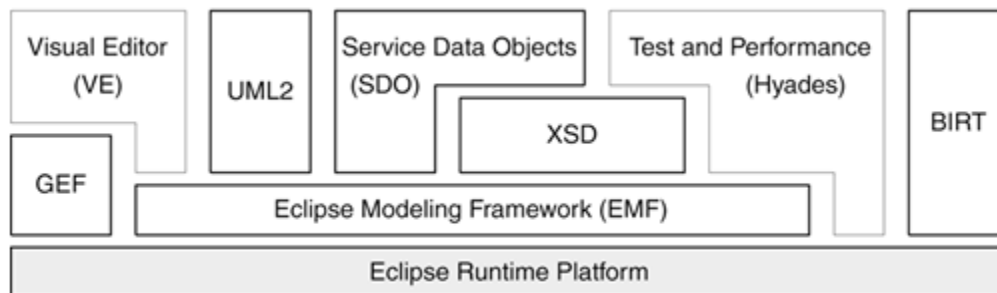 Visual Editor
(VE)
UML2
Service Data Objects
(SDO)
Test and Performance
(Hyades)
BIRT
XSD
GEF
Eclipse Modeling Framework (EMF)
Eclipse Runtime Platform